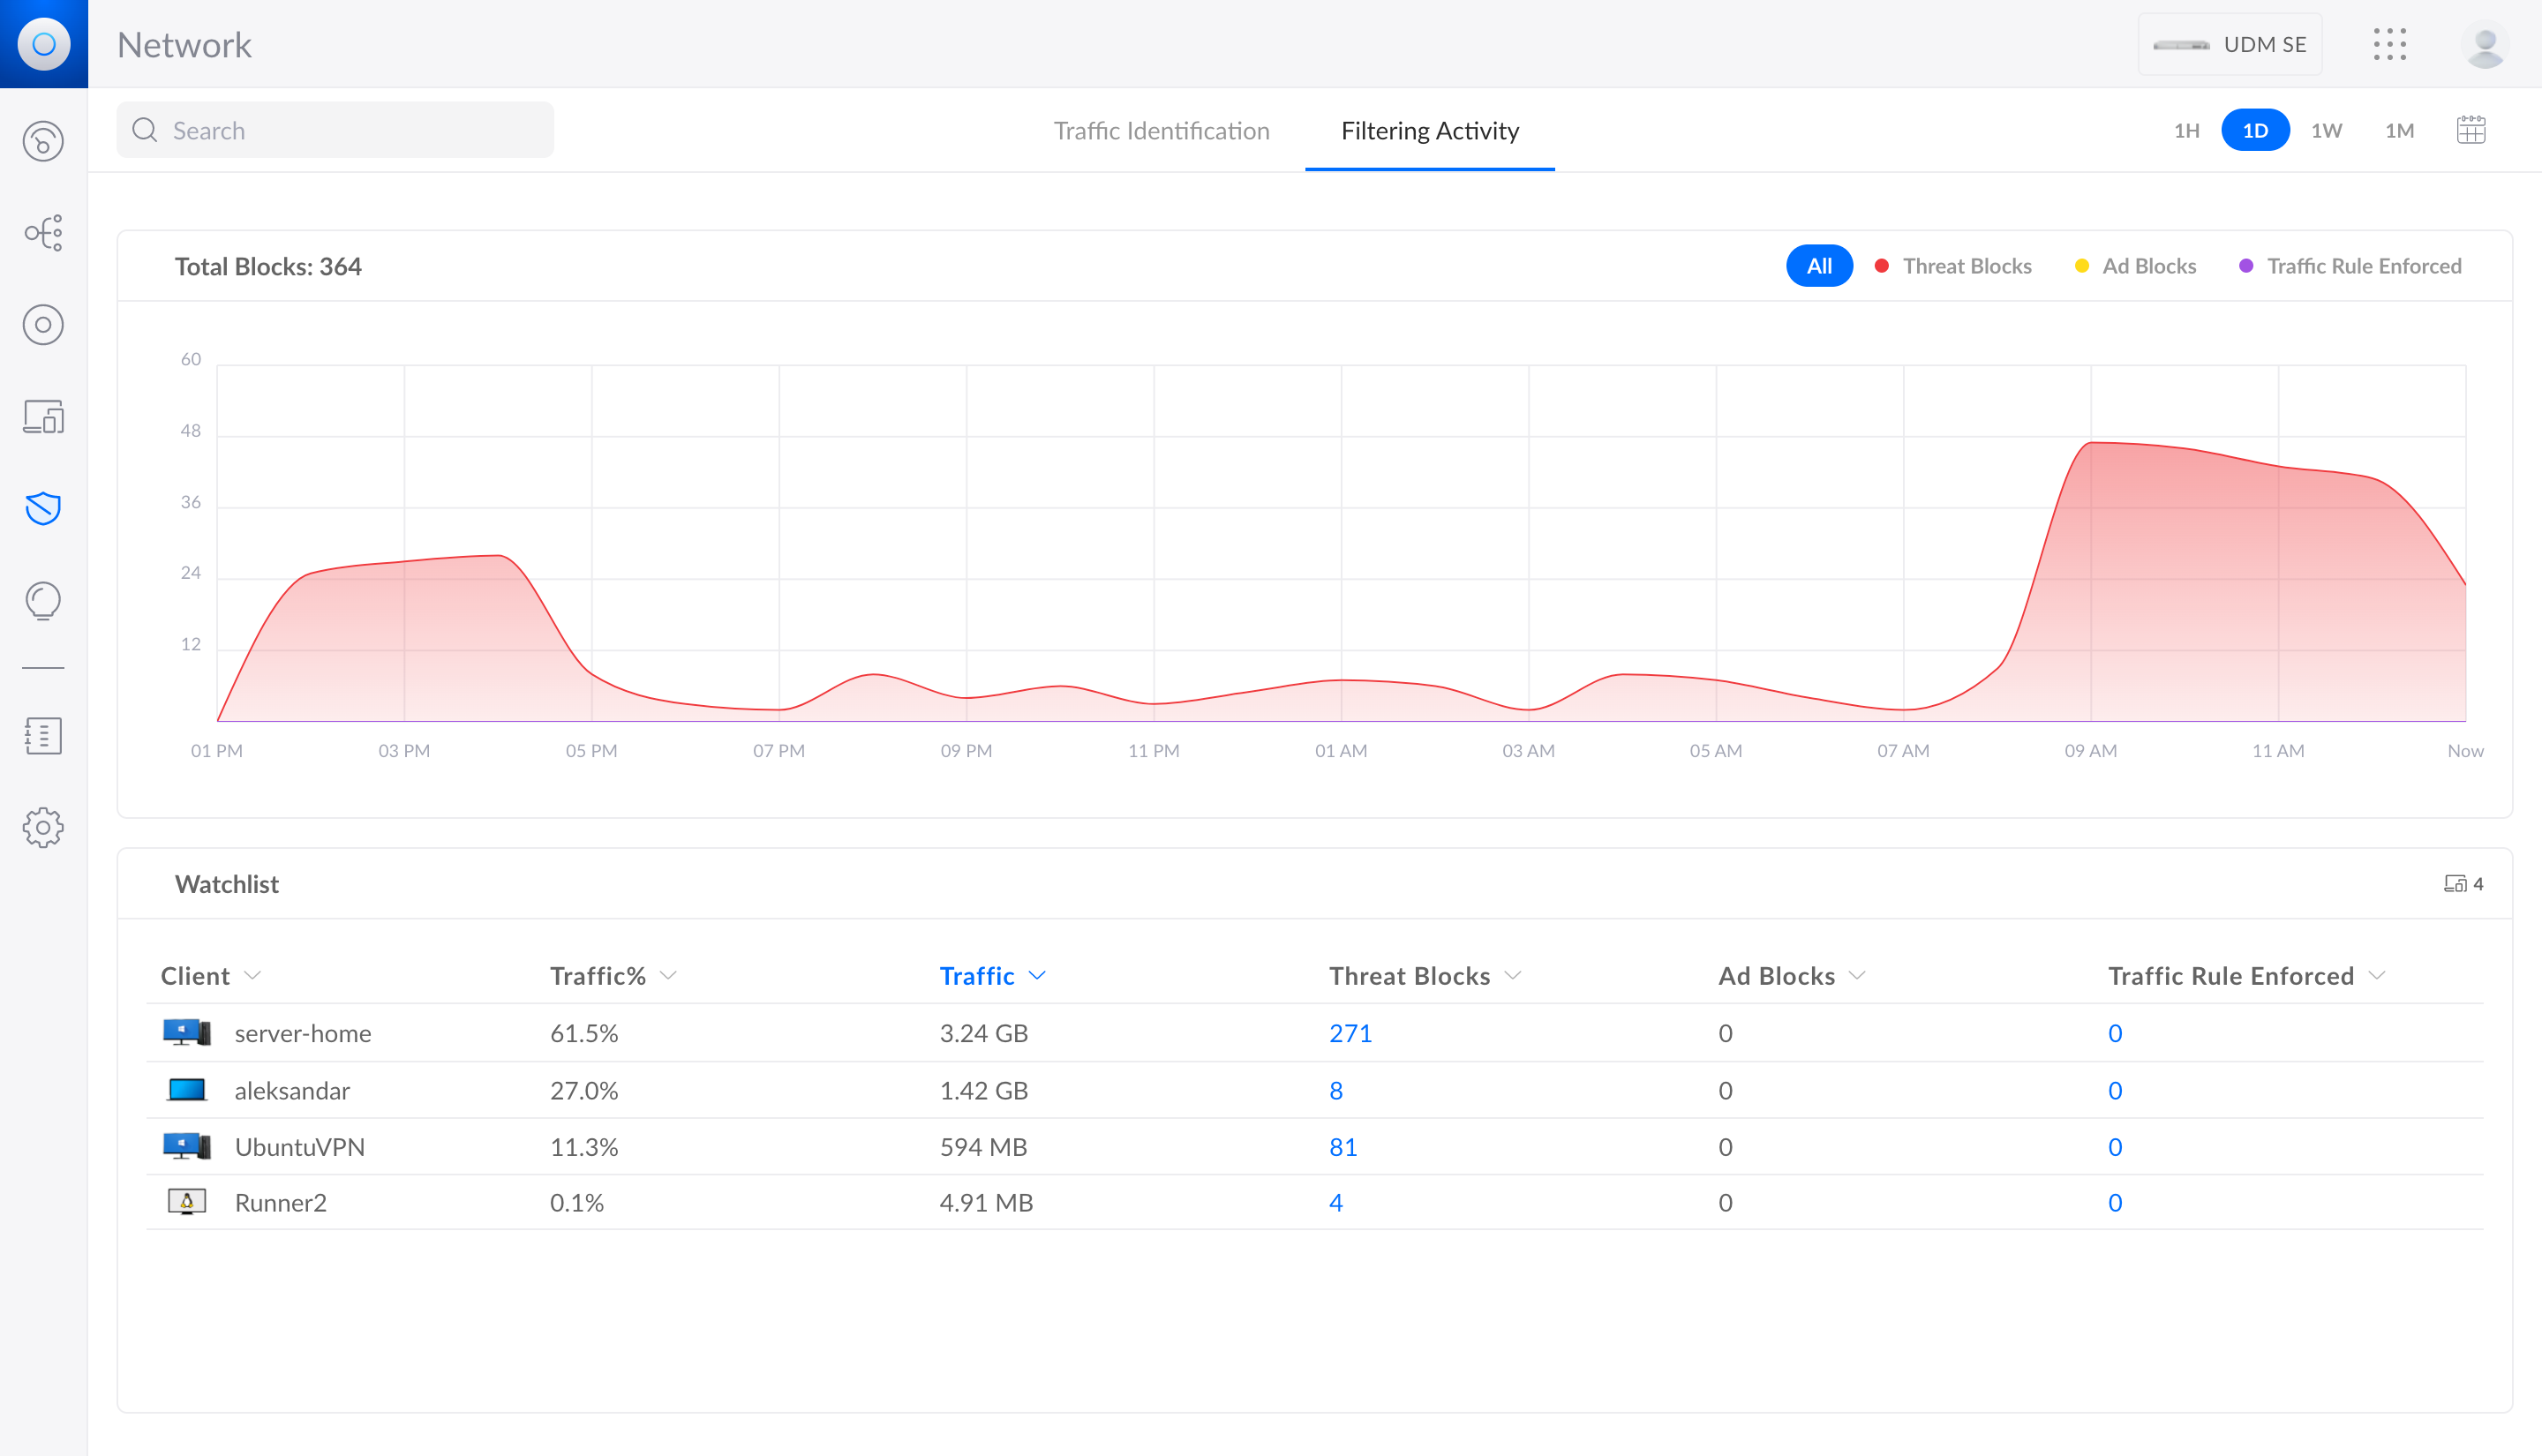 Network
UDM SE
Search
Traffic Identification
Filtering Activity
1H
1D
1W
1M
Total Blocks: 364
All
Threat Blocks
Ad Blocks
Traffic Rule Enforced
60
48
36
24
12
01 PM
03 PM
05 PM
07 PM
09 PM
11 PM
01 AM
03 AM
05 AM
07 AM
09 AM
11 AM
Now
Watchlist
4
Client
Traffic%
Traffic
Threat Blocks
Ad Blocks
Traffic Rule Enforced
server-home
61.5%
3.24 GB
271
0
0
aleksandar
27.0%
1.42 GB
8
0
0
UbuntuVPN
11.3%
594 MB
81
0
0
Runner2
0.1%
4.91 MB
4
0
0